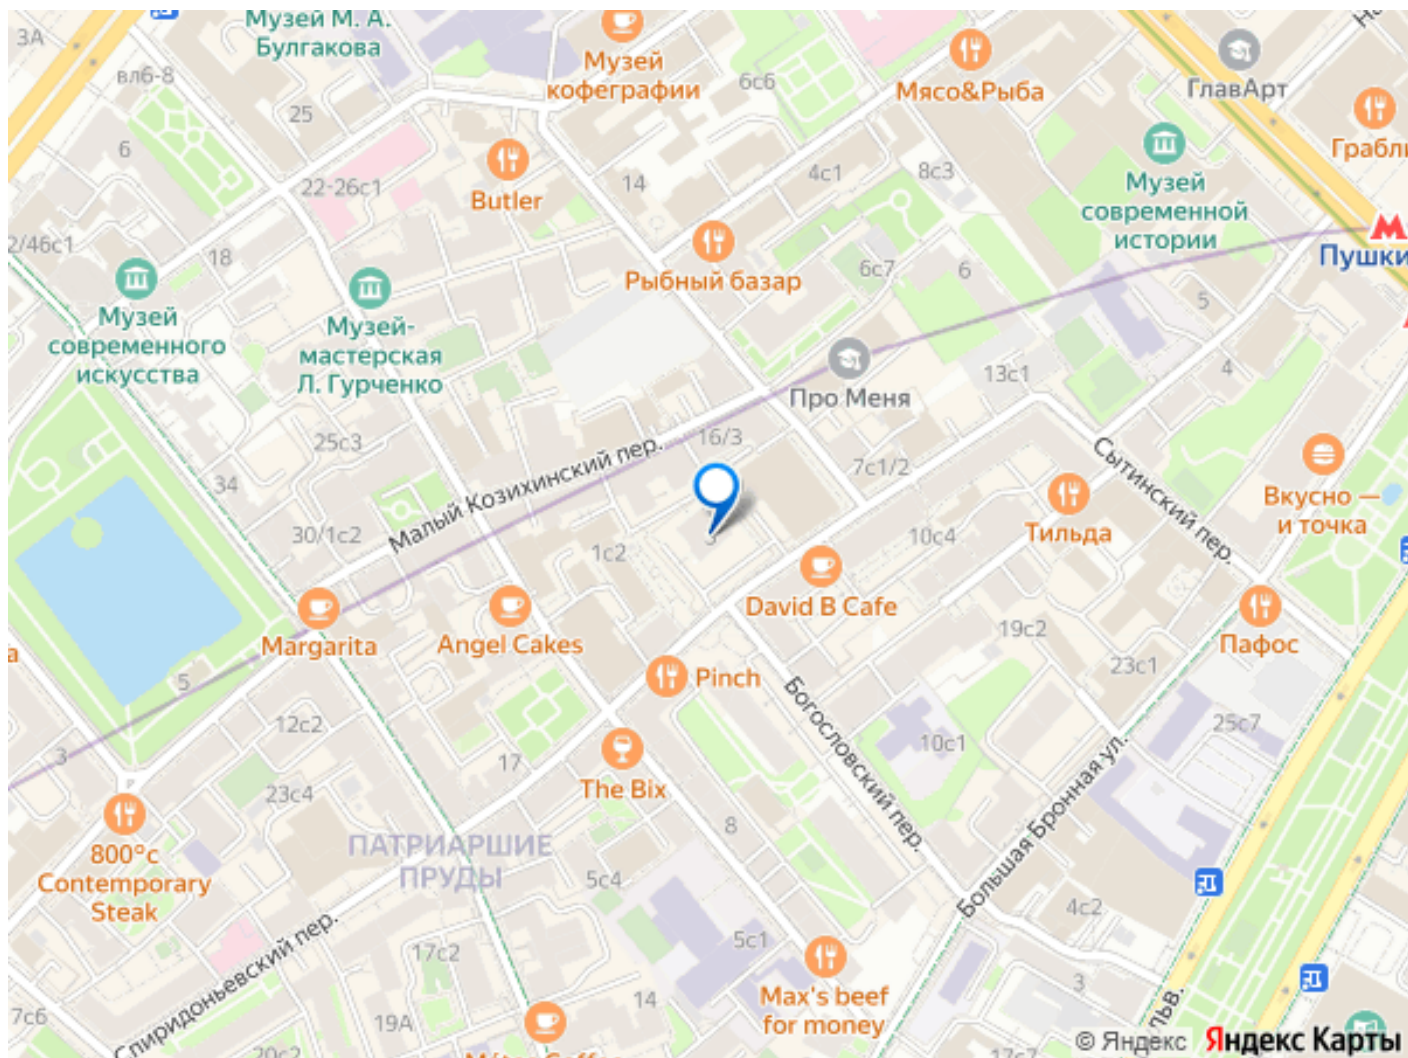 Музей М. А.
Булгакова
3А
вл6-8
25
6
Музей
кофеграфии
6с6
Мясо&Рыба
ГлавАрт
Грабли
22-26с1
Butler
14
4с1
8с3
Музей
современной
истории
2/46с1
18
Рыбный базар
6с7
6
Пушки
5
Музей
современного
искусства
Музей-
мастерская
Л. Гурченко
Про Меня
13с1
4
25с3
16/3
Малый Козихинский пер.
7с1/2
Сытинский пер.
Вкусно —
и точка
34
30/1с2
1с2
3
10с4
Тильда
David B Cafe
Margarita
Angel Cakes
19с2
Пафос
а
5
Pinch
23с1
12с2
Богословский пер.
10с1
25с7
3
17
The Bix
23с4
8
Большая Бронная ул.
800°с
Contemporary
Steak
ПАТРИАРШИЕ
ПРУДЫ
5с4
4с2
Спиридоньевский пер.
17с2
5с1
3
Max's beef
for money
7с6
19А
14
20с2
17с7
ьв.
© Яндекс Яндекс Карты